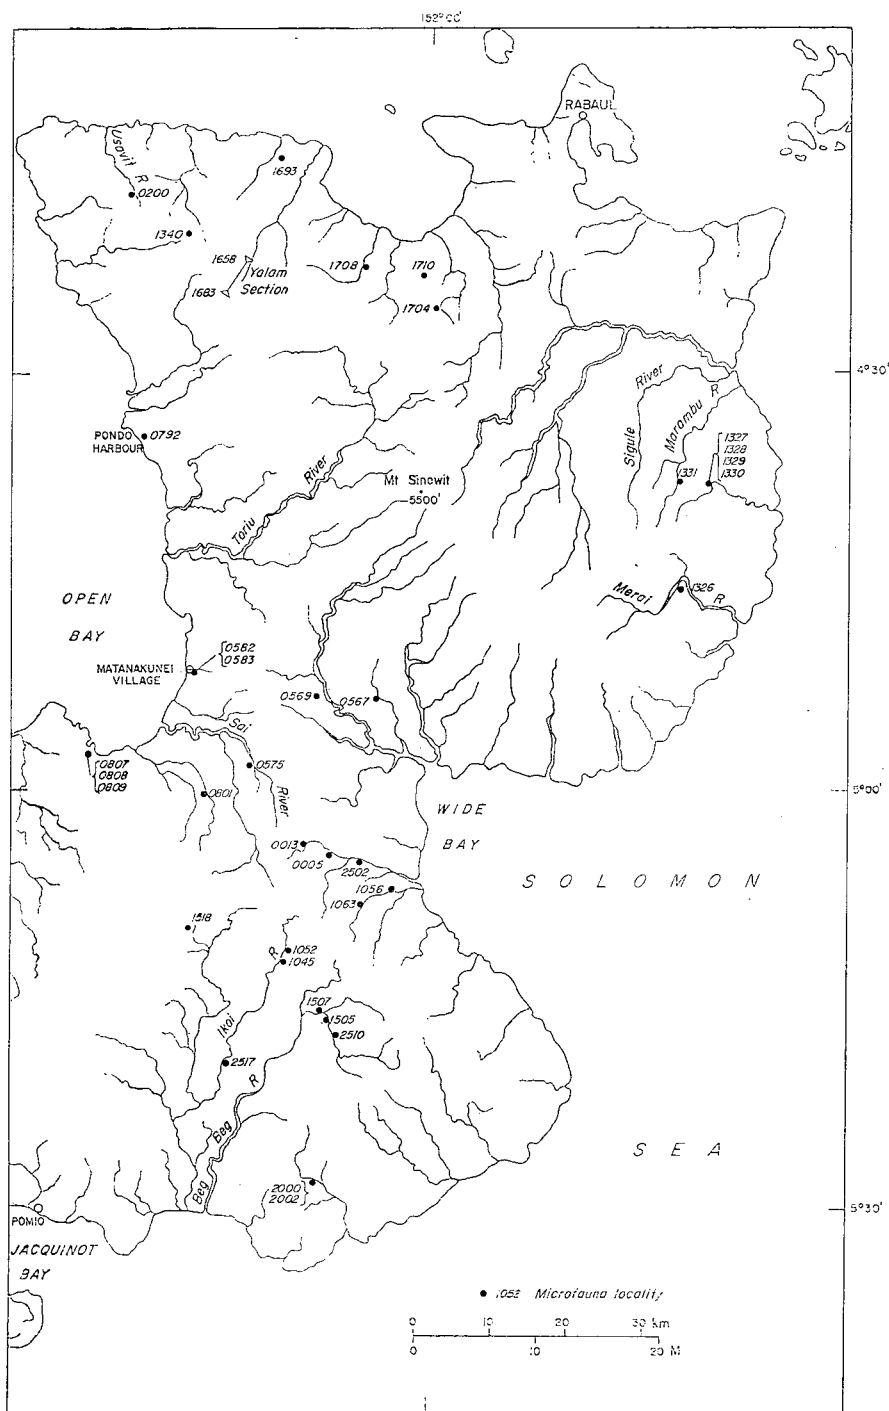 152°00'
RABAUL
Usavit R
1693
0200
1340
1658
Yalam
Section
1683
1708
1710
1704
4°30'
River
Sigule
Marambu R
1327
1328
1329
1330
1331
PONDO
HARBOUR
0792
Toriu River
Mt Sinewit
5500'
Merai R
1326
OPEN
BAY
0582
0583
MATANAKUNEI
VILLAGE
0569
0567
Sai
River
0575
0807
0808
0809
0801
5°00'
WIDE
BAY
0013
0005
2502
1056
1063
SOLOMON
1518
R
1052
1045
Ikoi
1507
1505
2510
2517
R
Beg
Beg
SEA
2000
2002
5°30'
POMIO
JACQUINOT
BAY
1052 Microfauna locality
0 10 20 30 km
0 10 20 M